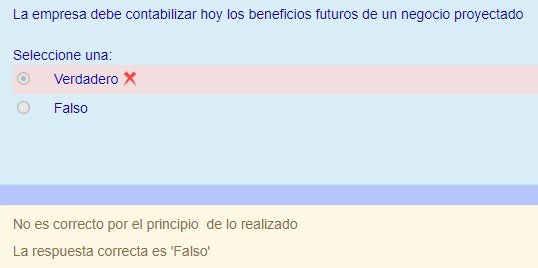 La empresa debe contabilizar hoy los beneficios futuros de un negocio proyectado
Seleccione una:
Verdadero
Falso
No es correcto por el principio de lo realizado
La respuesta correcta es 'Falso'